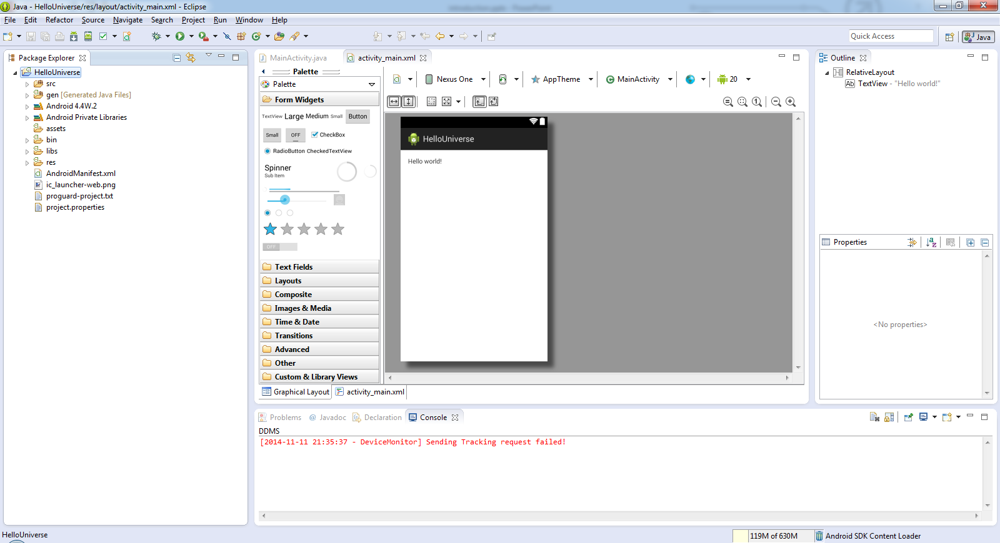 Java - HelloUniverse/res/layout/activity_main.xml - Eclipse
File Edit Refactor Source Navigate Search Project Run Window Help
Quick Access
Java
Package Explorer
HelloUniverse
src
gen [Generated Java Files]
Android 4.4W.2
Android Private Libraries
assets
bin
libs
res
AndroidManifest.xml
ic_launcher-web.png
proguard-project.txt
project.properties
MainActivity.java
activity_main.xml
Palette
Palette
Form Widgets
TextView Large Medium Small Button
Small OFF CheckBox
RadioButton CheckedTextView
Spinner
Sub Item
OFF
Text Fields
Layouts
Composite
Images & Media
Time & Date
Transitions
Advanced
Other
Custom & Library Views
Nexus One
AppTheme
MainActivity
20
HelloUniverse
Hello world!
Graphical Layout
activity_main.xml
Outline
RelativeLayout
Ab TextView - "Hello world!"
Properties
<No properties>
Problems
@ Javadoc
Declaration
Console
DDMS
[2014-11-11 21:35:37 - DeviceMonitor] Sending Tracking request failed!
HelloUniverse
119M of 630M
Android SDK Content Loader